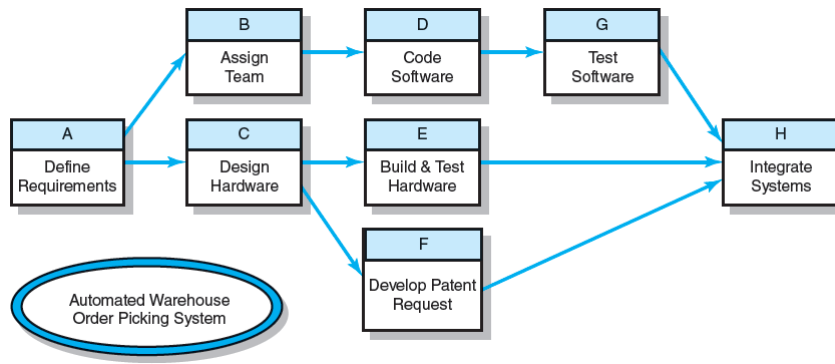 B
Assign
Team
D
Code
Software
G
Test
Software
A
Define
Requirements
C
Design
Hardware
E
Build & Test
Hardware
H
Integrate
Systems
F
Develop Patent
Request
Automated Warehouse
Order Picking System